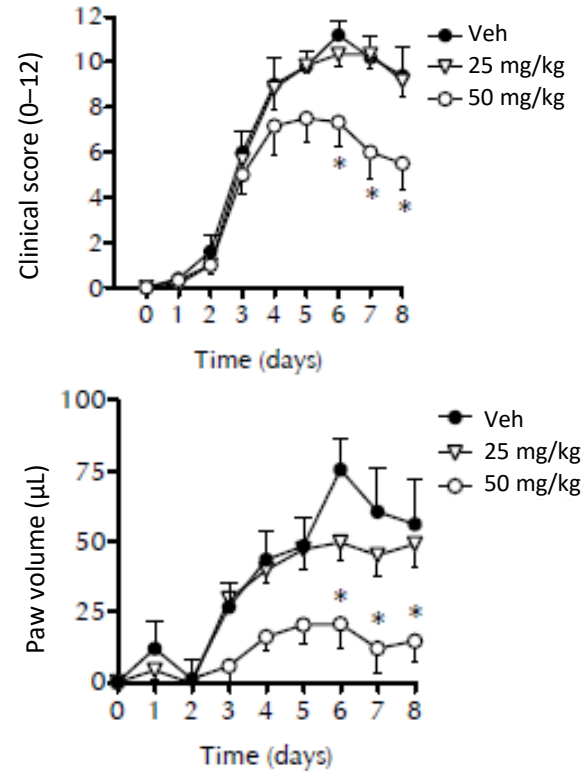 Clinical score (0–12)
12
10
8
6
4
2
0
Veh
25 mg/kg
50 mg/kg
* * *
0 1 2 3 4 5 6 7 8
Time (days)
Paw volume (µL)
100
75
50
25
0
Veh
25 mg/kg
50 mg/kg
* * *
0 1 2 3 4 5 6 7 8
Time (days)